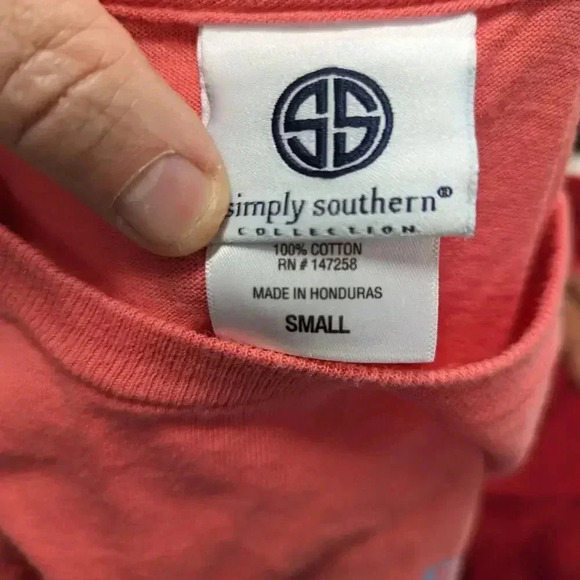 SS
simply southern®
COLLECTION
100% COTTON
RN # 147258
MADE IN HONDURAS
SMALL